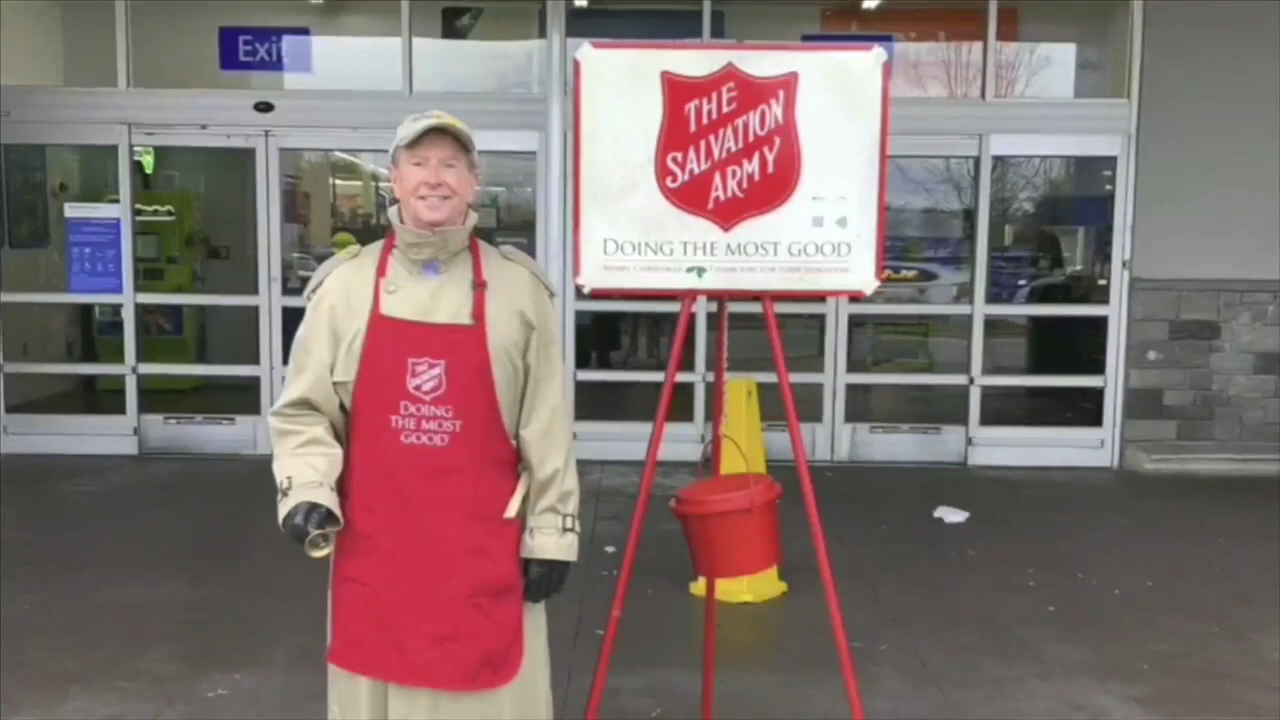 Exit
THE
SALVATION
ARMY
DOING THE MOST GOOD
THE
SALVATION
ARMY
DOING
THE MOST
GOOD